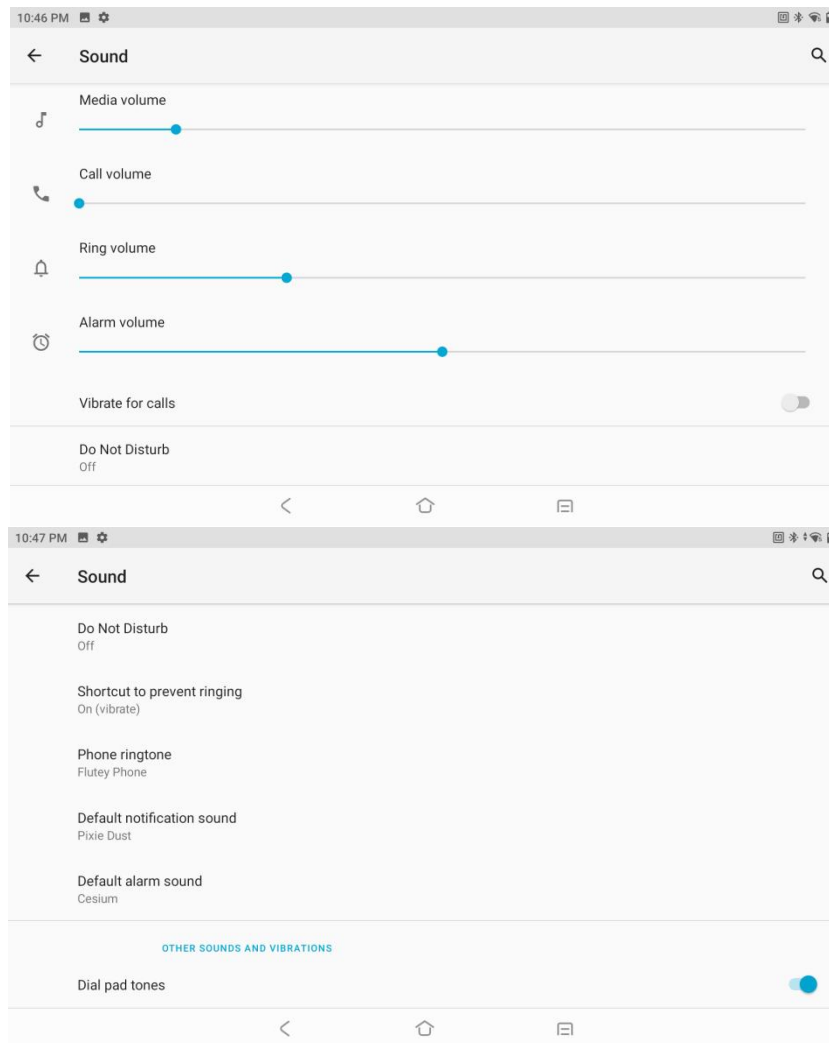 10:46 PM
Sound
Media volume
Call volume
Ring volume
Alarm volume
Vibrate for calls
Do Not Disturb
Off
10:47 PM
Sound
Do Not Disturb
Off
Shortcut to prevent ringing
On (vibrate)
Phone ringtone
Flutey Phone
Default notification sound
Pixie Dust
Default alarm sound
Cesium
OTHER SOUNDS AND VIBRATIONS
Dial pad tones